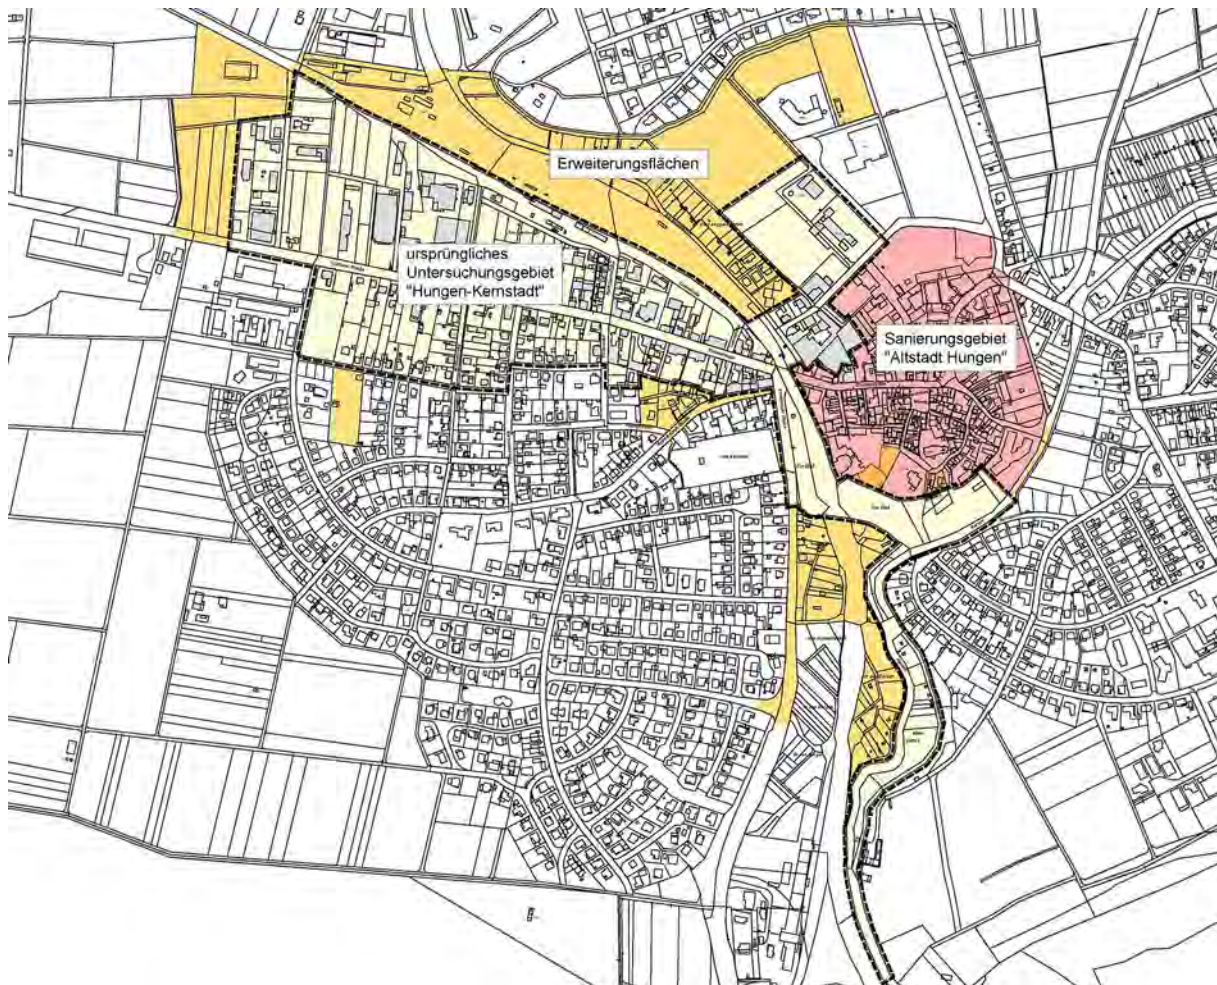 Erweiterungsflächen
ursprüngliches
Untersuchungsgebiet
"Hungen-Kernstadt"
Sanierungsgebiet
"Altstadt Hungen"